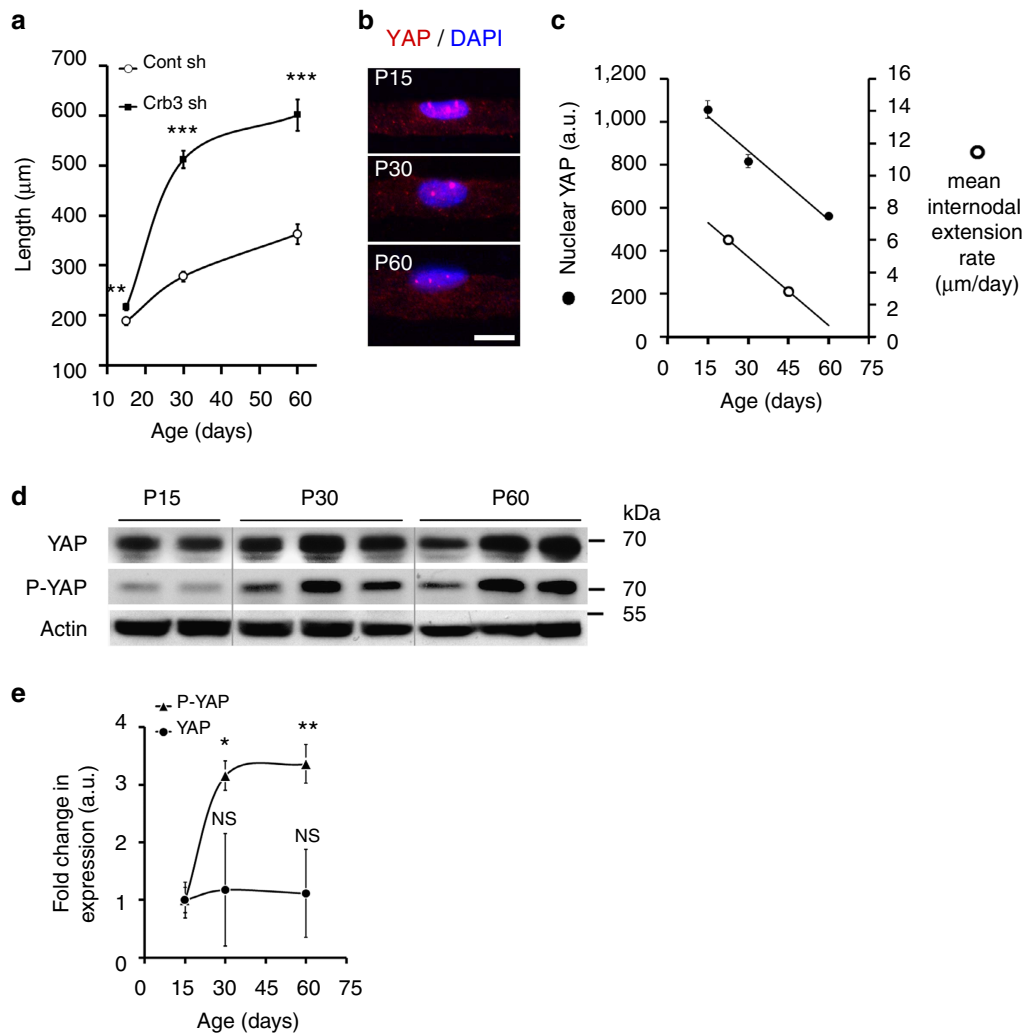 a
700
600
500
400
300
200
100
Length (μm)
Cont sh
Crb3 sh
**
***
***
10 20 30 40 50 60
Age (days)
b
YAP / DAPI
P15
P30
P60
c
1,200
1,000
800
600
400
200
0
Nuclear YAP (a.u.)
16
14
12
10
8
6
4
2
0
mean
internodal
extension
rate
(μm/day)
0 15 30 45 60 75
Age (days)
d
P15 P30 P60
kDa
YAP
70
P-YAP
70
55
Actin
e
P-YAP
YAP
4
3
2
1
0
Fold change in
expression (a.u.)
*
**
NS
NS
0 15 30 45 60 75
Age (days)